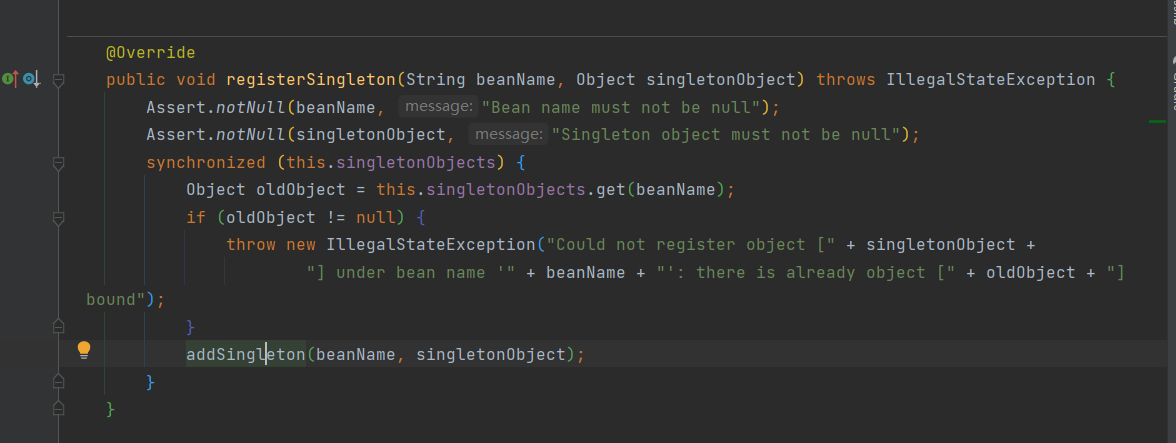 @Override
public void registerSingleton(String beanName, Object singletonObject) throws IllegalStateException {
Assert.notNull(beanName, message: "Bean name must not be null");
Assert.notNull(singletonObject, message: "Singleton object must not be null");
synchronized (this.singletonObjects) {
Object oldObject = this.singletonObjects.get(beanName);
if (oldObject != null) {
throw new IllegalStateException("Could not register object [" + singletonObject +
"] under bean name '" + beanName + "': there is already object [" + oldObject + "]
bound");
}
addSingleton(beanName, singletonObject);
}
}